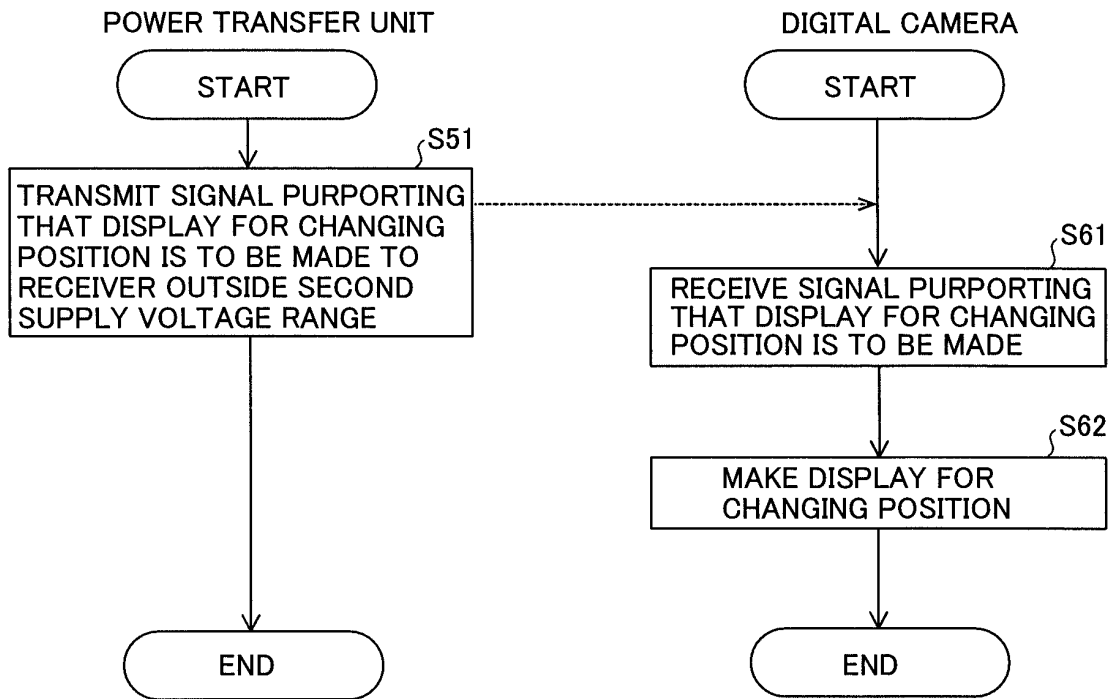 POWER TRANSFER UNIT
START
S51
TRANSMIT SIGNAL PURPORTING
THAT DISPLAY FOR CHANGING
POSITION IS TO BE MADE TO
RECEIVER OUTSIDE SECOND
SUPPLY VOLTAGE RANGE
END
DIGITAL CAMERA
START
S61
RECEIVE SIGNAL PURPORTING
THAT DISPLAY FOR CHANGING
POSITION IS TO BE MADE
S62
MAKE DISPLAY FOR
CHANGING POSITION
END